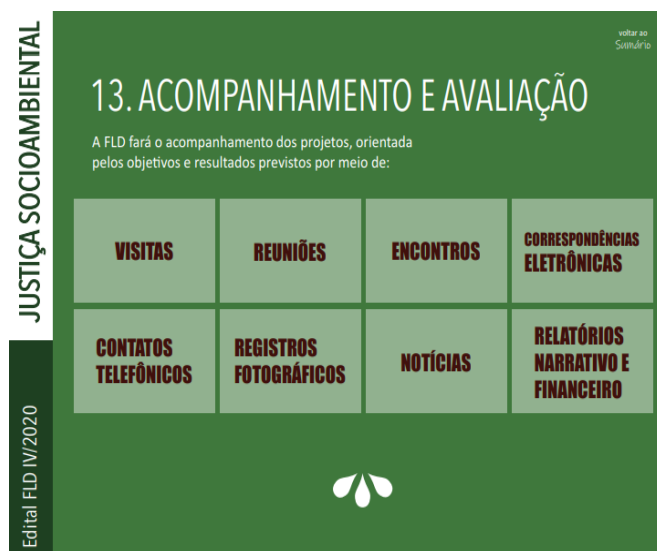 voltar ao
Sumário
JUSTIÇA SOCIOAMBIENTAL
Edital FLD IV/2020
13. ACOMPANHAMENTO E AVALIAÇÃO
A FLD fará o acompanhamento dos projetos, orientada
pelos objetivos e resultados previstos por meio de:
VISITAS
REUNIÕES
ENCONTROS
CORRESPONDÊNCIAS
ELETRÔNICAS
CONTATOS
TELEFÔNICOS
REGISTROS
FOTOGRÁFICOS
NOTÍCIAS
RELATÓRIOS
NARRATIVO E
FINANCEIRO